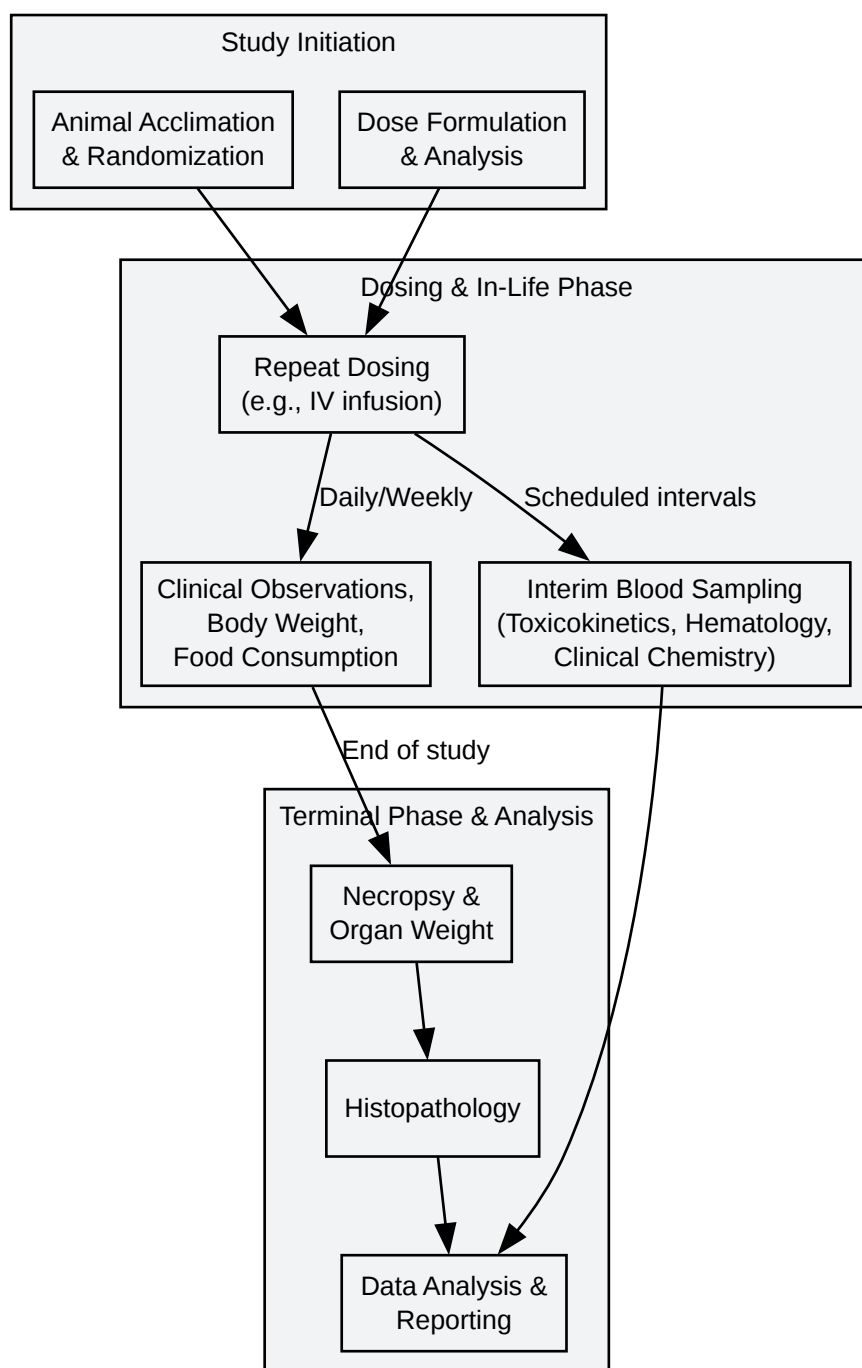 Study Initiation
Animal Acclimation
& Randomization
Dose Formulation
& Analysis
Dosing & In-Life Phase
Repeat Dosing
(e.g., IV infusion)
Daily/Weekly
Scheduled intervals
Clinical Observations,
Body Weight,
Food Consumption
Interim Blood Sampling
(Toxicokinetics, Hematology,
Clinical Chemistry)
End of study
Terminal Phase & Analysis
Necropsy &
Organ Weight
Histopathology
Data Analysis &
Reporting